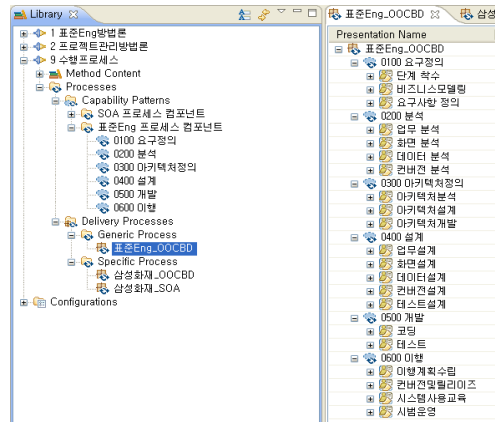 Library
1 표준Eng방법론
2 프로젝트관리방법론
9 수행프로세스
Method Content
Processes
Capability Patterns
SOA 프로세스 컴포넌트
표준Eng 프로세스 컴포넌트
0100 요구정의
0200 분석
0300 아키텍처정의
0400 설계
0500 개발
0600 이행
Delivery Processes
Generic Process
표준Eng_OOCBD
Specific Process
삼성화재_OOCBD
삼성화재_SOA
Configurations
표준Eng_OOCBD
삼성
Presentation Name
표준Eng_OOCBD
0100 요구정의
단계 착수
비즈니스모델링
요구사항 정의
0200 분석
업무 분석
화면 분석
데이터 분석
컨버전 분석
0300 아키텍처정의
아키텍처분석
아키텍처설계
아키텍처개발
0400 설계
업무설계
화면설계
데이터설계
컨버전설계
테스트설계
0500 개발
코딩
테스트
0600 이행
이행계획수립
컨버전및릴리이즈
시스템사용교육
시범운영